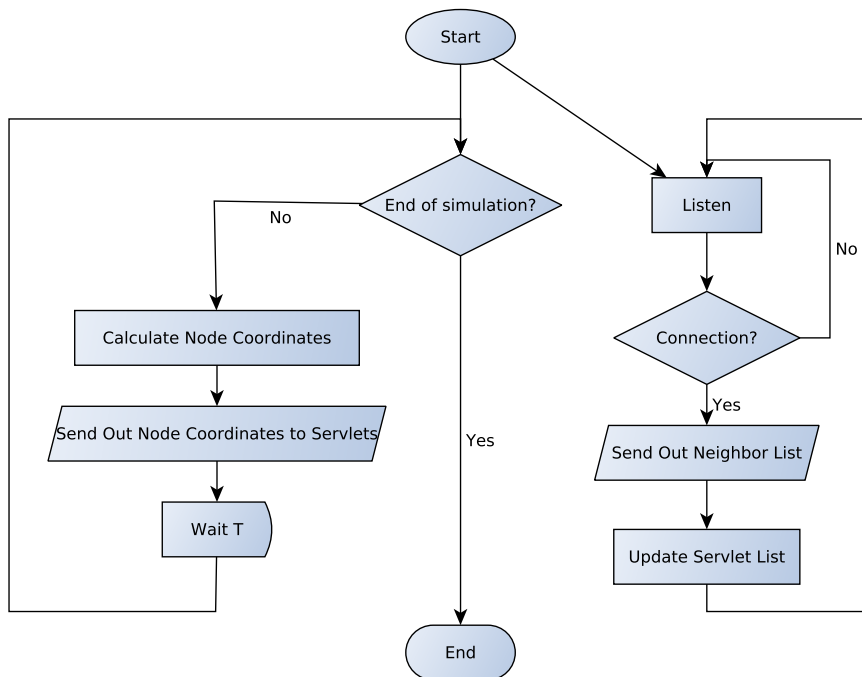 Start
End of simulation?
No
Listen
No
Calculate Node Coordinates
Connection?
Yes
Send Out Node Coordinates to Servlets
Yes
Send Out Neighbor List
Wait T
Update Servlet List
End